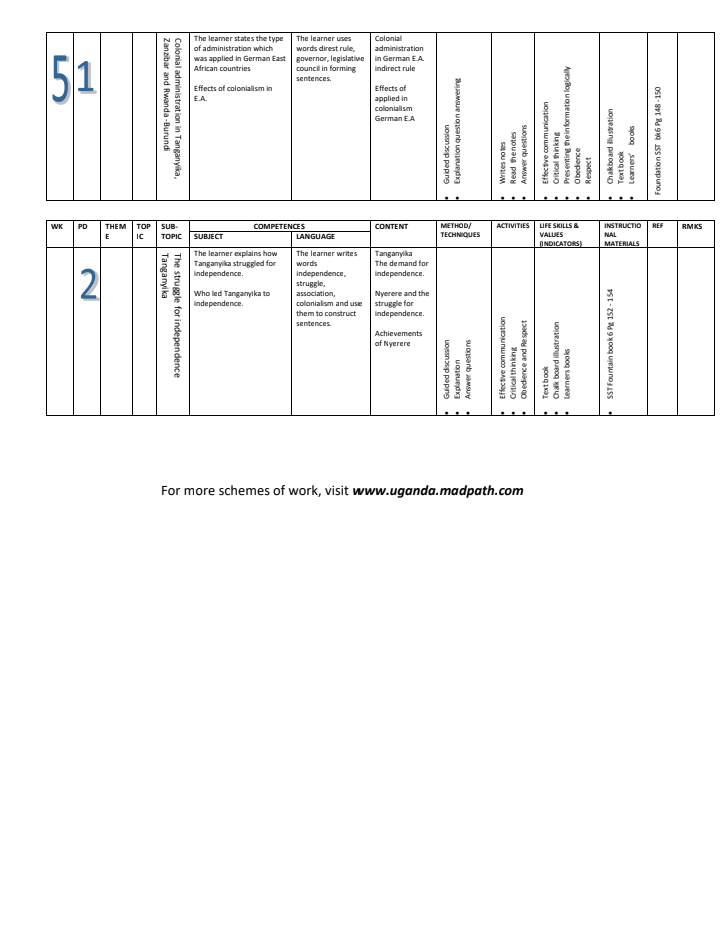 5
1
Colonial administration in Tanganyika,
Zanzibar and Rwanda -Burundi
The learner states the type
of administration which
was applied in German East
African countries
Effects of colonialism in
E.A.
The learner uses
words direst rule,
governor, legislative
council in forming
sentences.
Colonial
administration
in German E.A.
indirect rule
Effects of
applied in
colonialism
German E.A
• Guided discussion
• Explanation question answering
• Writes notes
• Read the notes
• Answer questions
• Effective communication
• Critical thinking
• Presenting the information logically
• Obedience
• Respect
• Chalkboard illustration
• Text book
• Learners' books
Foundation SST bk6 Pg 148 -150
WK
PD
THEM
E
TOP
IC
SUB-
TOPIC
COMPETENCES
SUBJECT
LANGUAGE
CONTENT
METHOD/
TECHNIQUES
ACTIVITIES
LIFE SKILLS &
VALUES
(INDICATORS)
INSTRUCTIO
NAL
MATERIALS
REF
RMKS
2
The struggle for independence
Tanganyika
The learner explains how
Tanganyika struggled for
independence.
Who led Tanganyika to
independence.
The learner writes
words
independence,
struggle,
association,
colonialism and use
them to construct
sentences.
Tanganyika
The demand for
independence.
Nyerere and the
struggle for
independence.
Achievements
of Nyerere
• Guided discussion
• Explanation
• Answer questions
• Effective communication
• Critical thinking
• Obedience and Respect
• Text book
• Chalk board illustration
• Learners books
• SST Fountain book 6 Pg 152 - 154
For more schemes of work, visit www.uganda.madpath.com